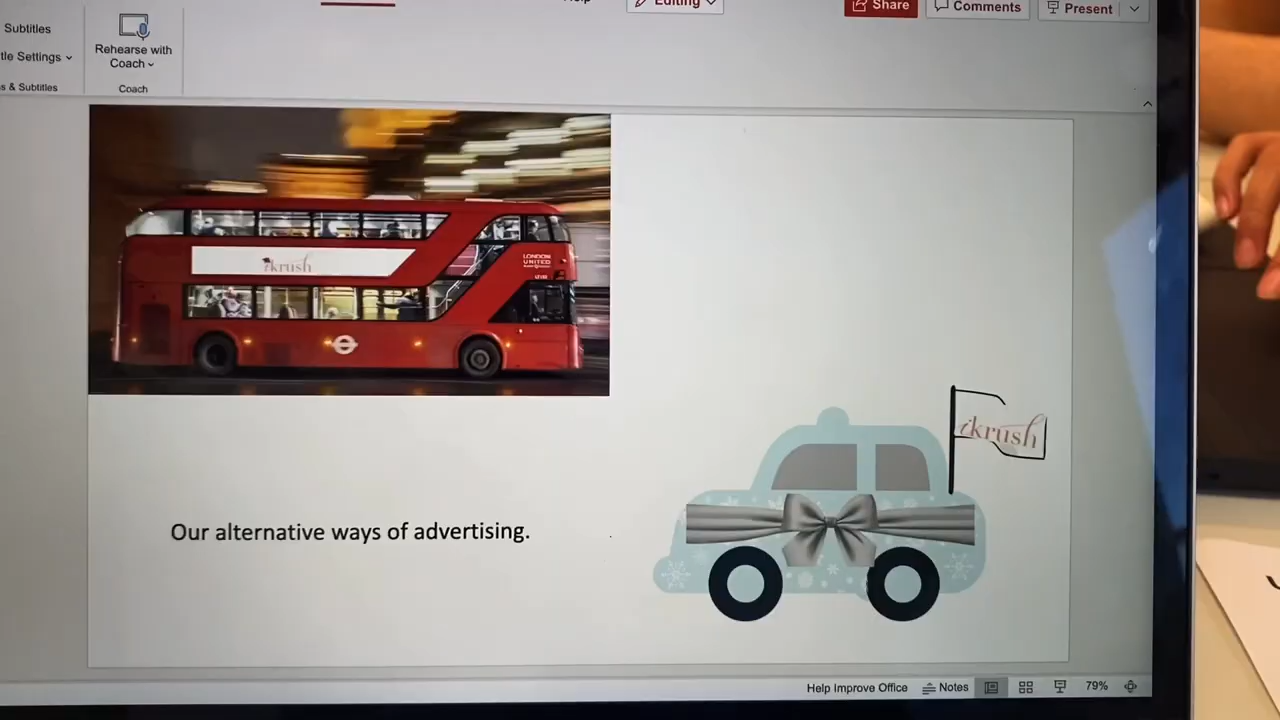 Subtitles
tle Settings
s & Subtitles
Rehearse with
Coach
Coach
Help
Editing
Share
Comments
Present
ikrush
LONDON
UNITED
Our alternative ways of advertising.
ikrush
Help Improve Office
Notes
79%